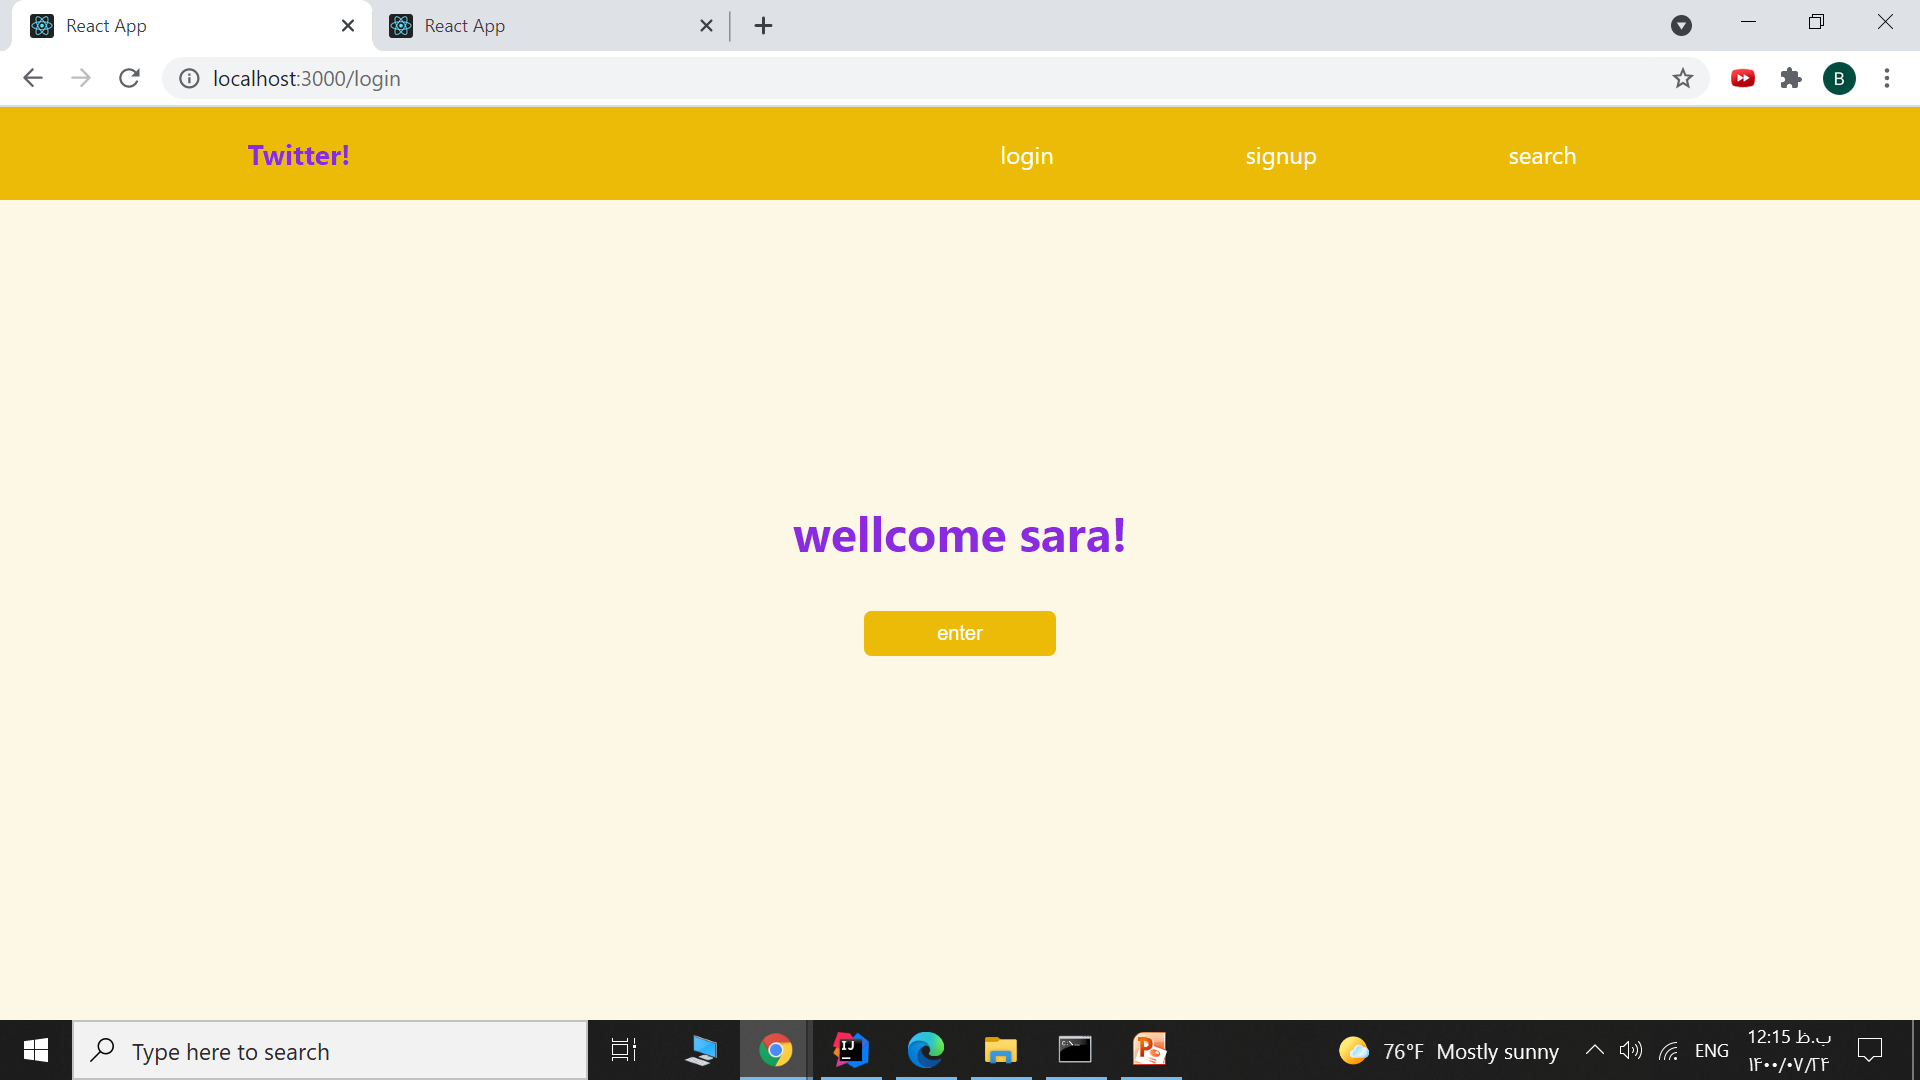 React App
React App
localhost:3000/login
B
Twitter!
login
signup
search
wellcome sara!
enter
Type here to search
76°F Mostly sunny
ENG
12:15 ب.ظ
۱۴۰۰/۰۷/۲۴